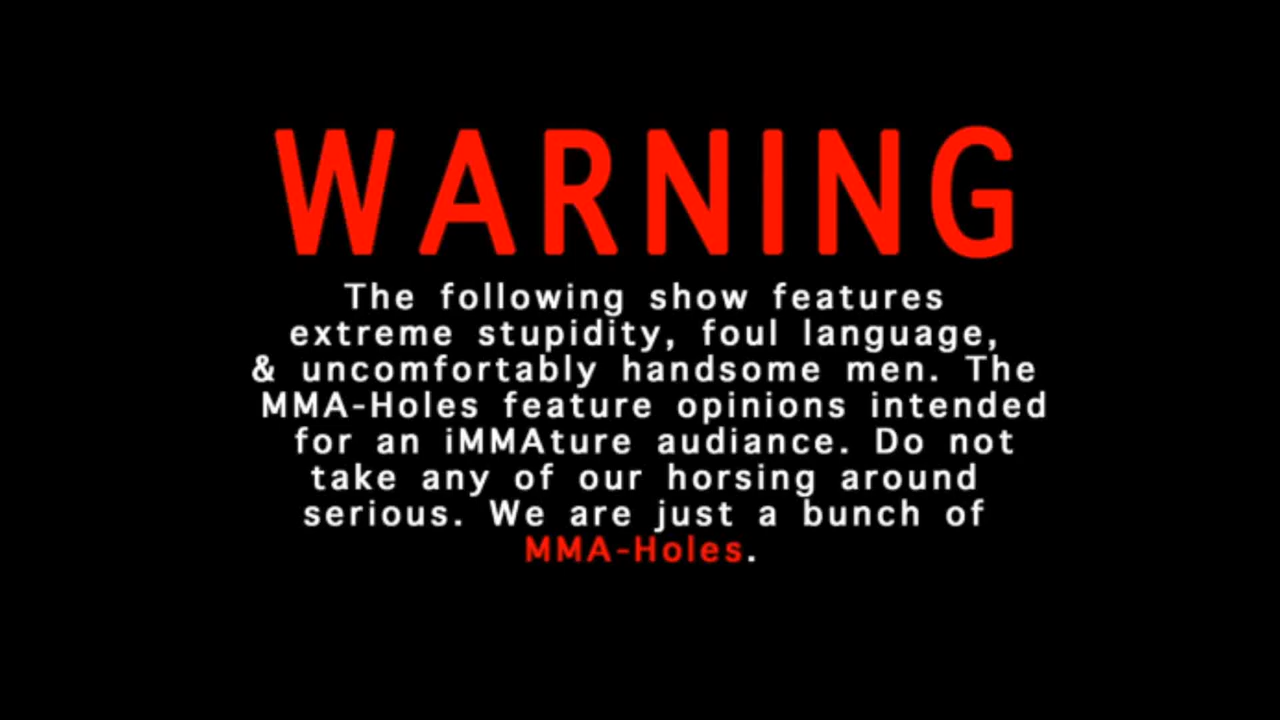 WARNING
The following show features
extreme stupidity, foul language,
& uncomfortably handsome men. The
MMA-Holes feature opinions intended
for an iMMAture audiance. Do not
take any of our horsing around
serious. We are just a bunch of
MMA-Holes.